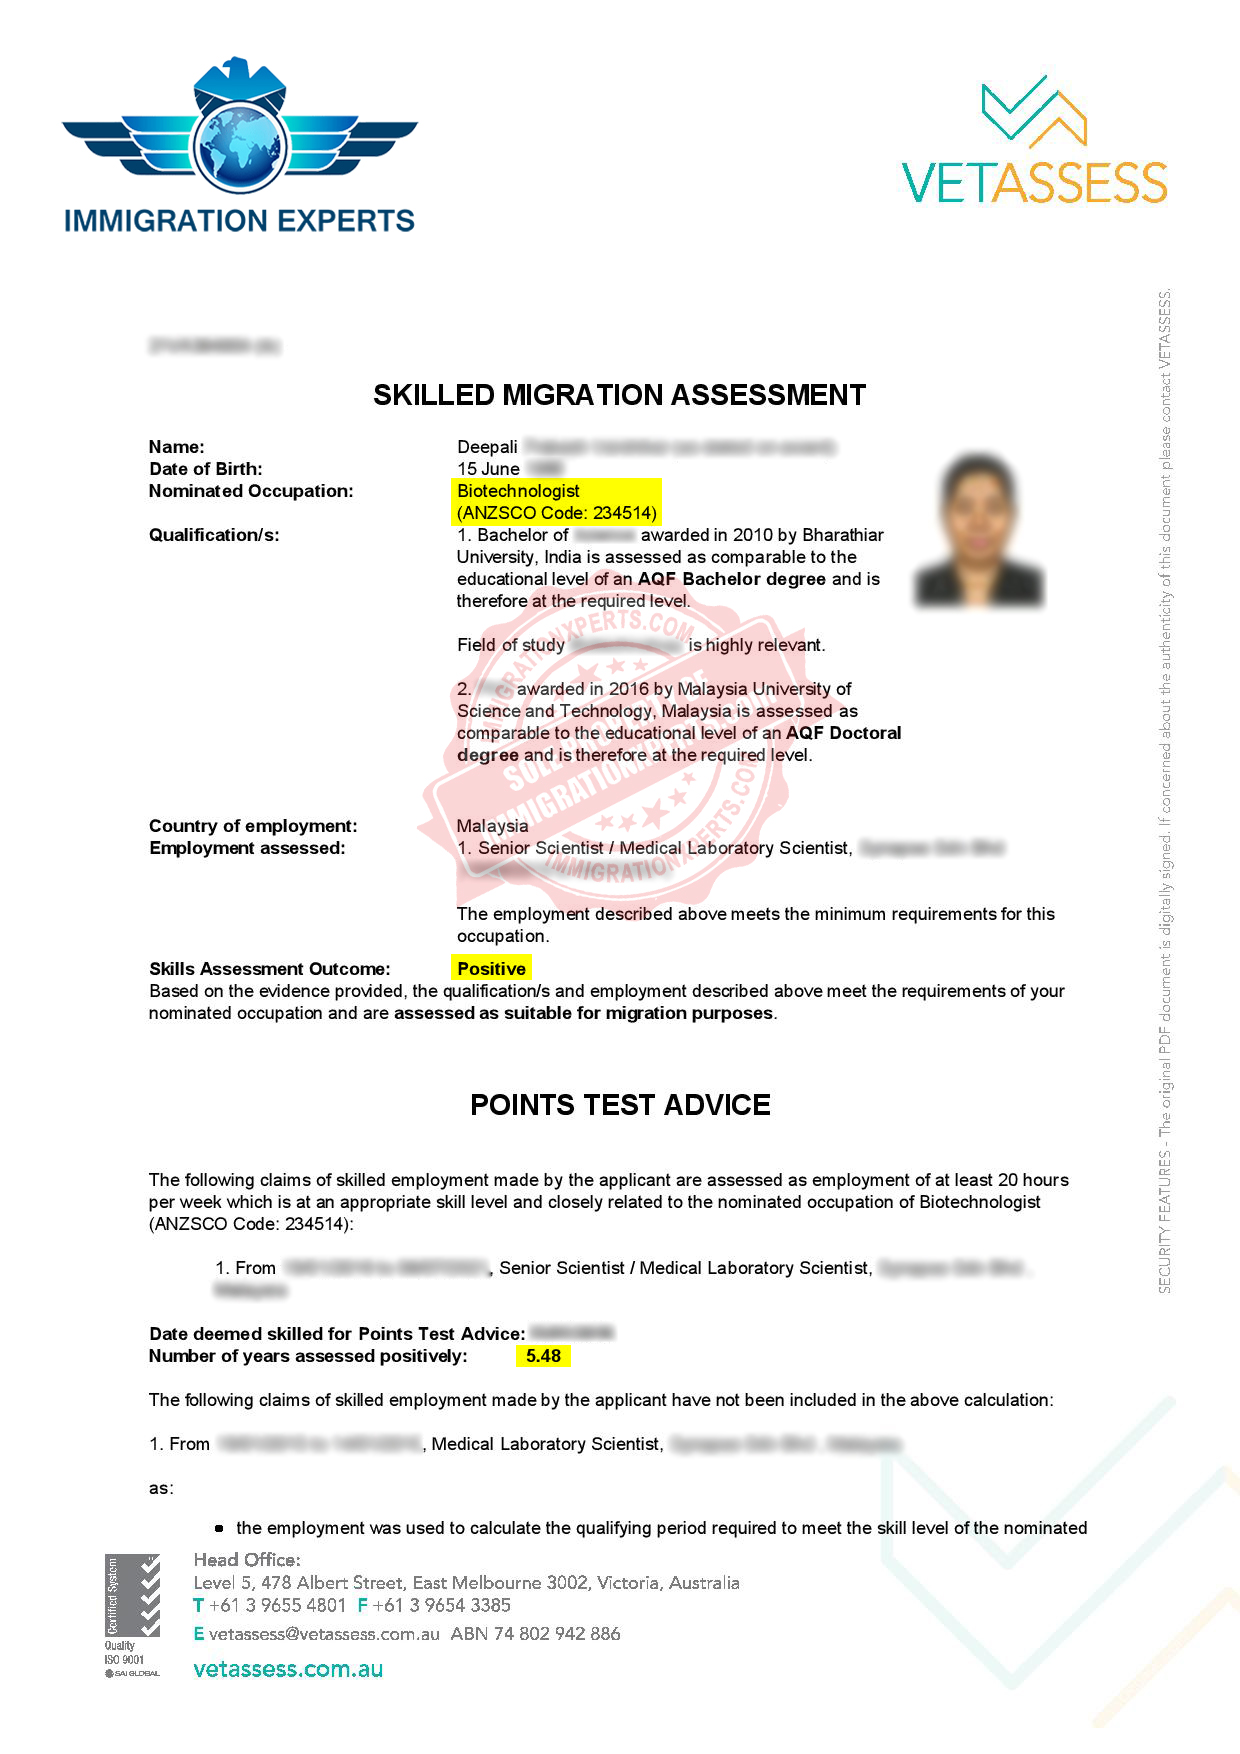 IMMIGRATION EXPERTS
VETASSESS
SKILLED MIGRATION ASSESSMENT
Name: Deepali
Date of Birth: 15 June
Nominated Occupation: Biotechnologist
(ANZSCO Code: 234514)
Qualification/s: 1. Bachelor of awarded in 2010 by Bharathiar
University, India is assessed as comparable to the
educational level of an AQF Bachelor degree and is
therefore at the required level.
Field of study is highly relevant.
2. awarded in 2016 by Malaysia University of
Science and Technology, Malaysia is assessed as
comparable to the educational level of an AQF Doctoral
degree and is therefore at the required level.
IMMIGRATIONXPERTS.COM
SOLE PROPERTY OF
IMMIGRATIONXPERTS.COM
IMMIGRATIONXPERTS.COM
Country of employment: Malaysia
Employment assessed: 1. Senior Scientist / Medical Laboratory Scientist,
The employment described above meets the minimum requirements for this
occupation.
Skills Assessment Outcome: Positive
Based on the evidence provided, the qualification/s and employment described above meet the requirements of your
nominated occupation and are assessed as suitable for migration purposes.
POINTS TEST ADVICE
The following claims of skilled employment made by the applicant are assessed as employment of at least 20 hours
per week which is at an appropriate skill level and closely related to the nominated occupation of Biotechnologist
(ANZSCO Code: 234514):
1. From , Senior Scientist / Medical Laboratory Scientist,
Date deemed skilled for Points Test Advice:
Number of years assessed positively: 5.48
The following claims of skilled employment made by the applicant have not been included in the above calculation:
1. From , Medical Laboratory Scientist,
as:
• the employment was used to calculate the qualifying period required to meet the skill level of the nominated
Head Office:
Level 5, 478 Albert Street, East Melbourne 3002, Victoria, Australia
T +61 3 9655 4801 F +61 3 9654 3385
E vetassess@vetassess.com.au ABN 74 802 942 886
vetassess.com.au
Certified System
Quality
ISO 9001
SAI GLOBAL
SECURITY FEATURES - The original PDF document is digitally signed. If concerned about the authenticity of this document please contact VETASSESS.